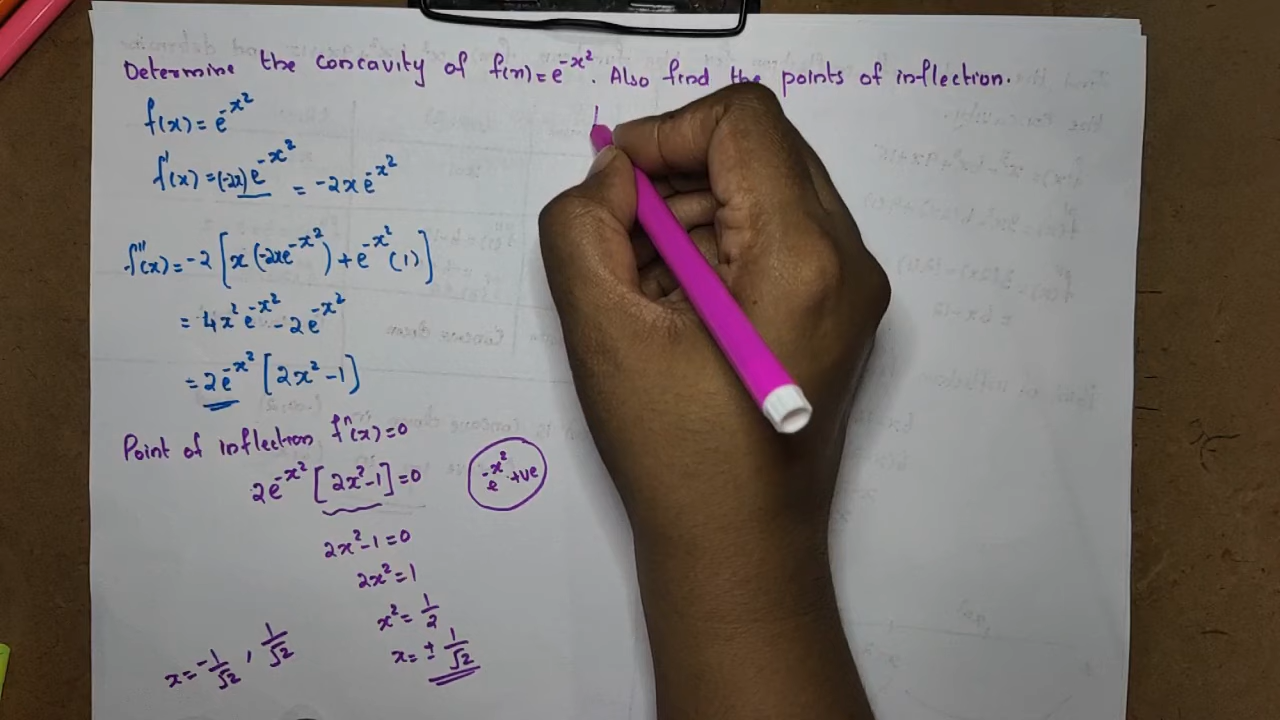 Determine the concavity of f(x)=e^-x². Also find the points of inflection.
f(x)= e^-x²
f'(x)=(-2x)e^-x² = -2xe^-x²
f''(x)=-2[x(-2xe^-x²)+e^-x²(1)]
=4x²e^-x²-2e^-x²
=2e^-x²[2x²-1]
Point of inflection f''(x)=0
2e^-x²[2x²-1]=0
e^-x² +ve
2x²-1=0
2x²=1
x²=1/2
x=±1/√2
x=-1/√2, 1/√2